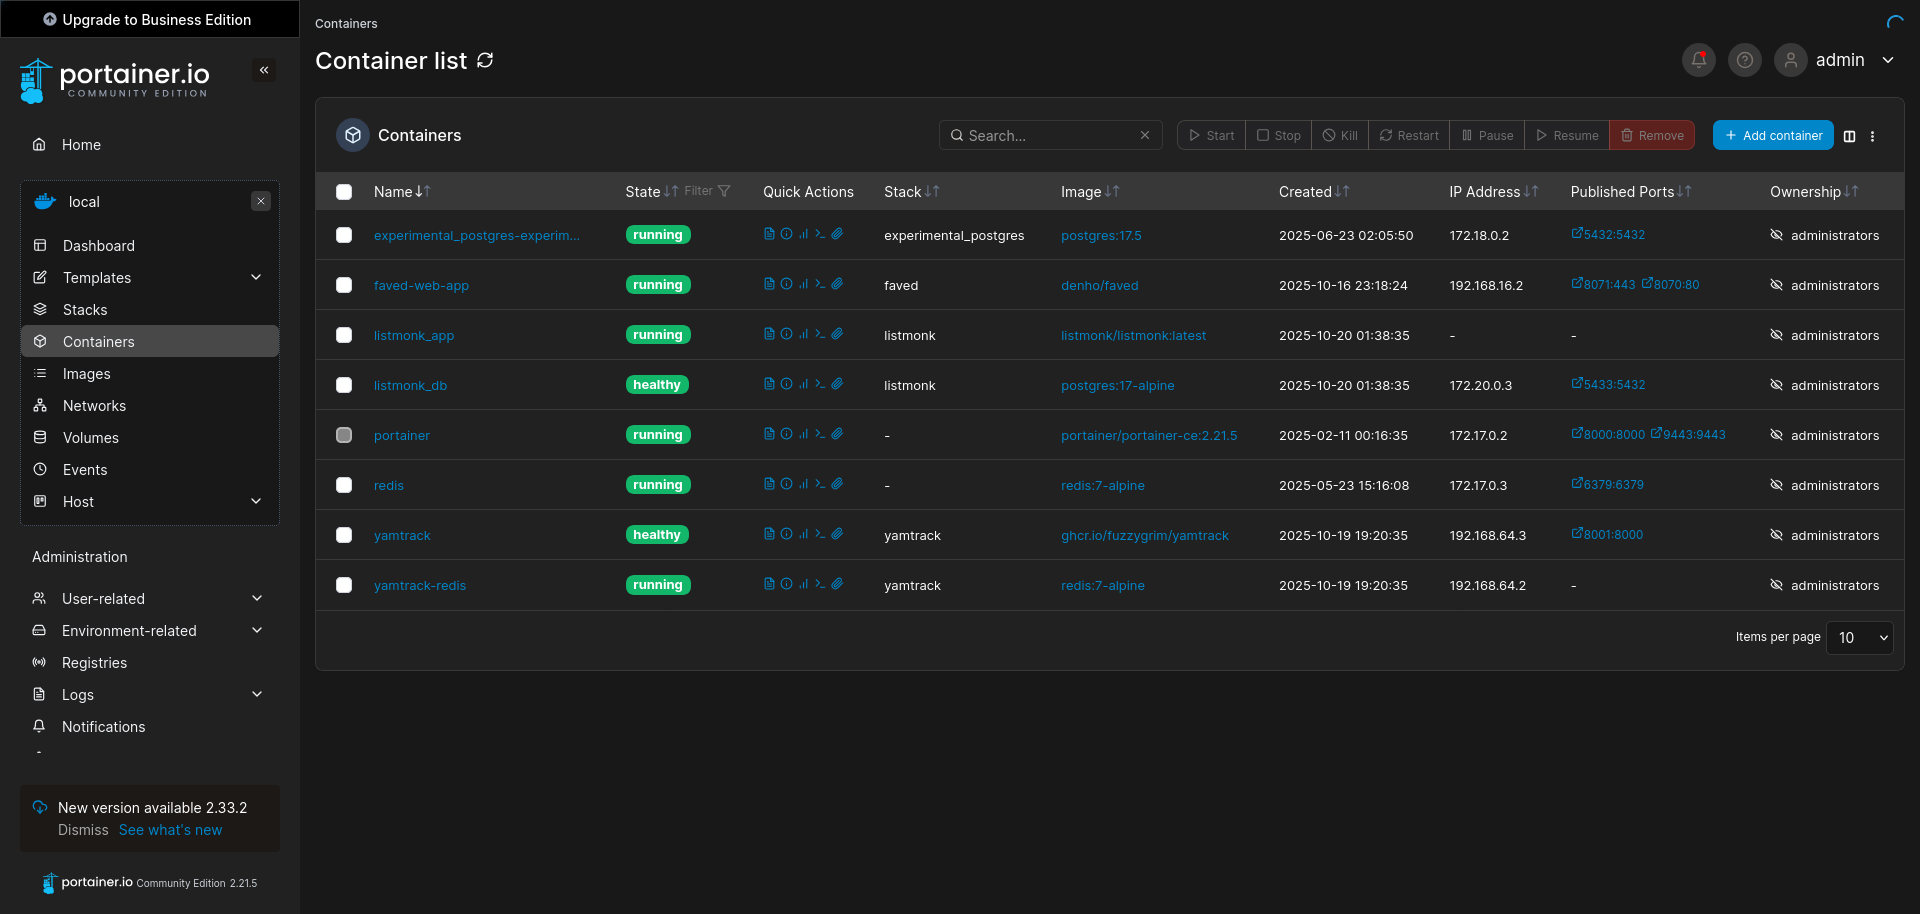 Upgrade to Business Edition
portainer.io
COMMUNITY EDITION
Home
local
Dashboard
Templates
Stacks
Containers
Images
Networks
Volumes
Events
Host
Administration
User-related
Environment-related
Registries
Logs
Notifications
New version available 2.33.2
Dismiss See what's new
portainer.io Community Edition 2.21.5
Containers
Container list
admin
Containers
Search...
Start Stop Kill Restart Pause Resume Remove
Add container
Name State Filter Quick Actions Stack Image Created IP Address Published Ports Ownership
experimental_postgres-experim... running experimental_postgres postgres:17.5 2025-06-23 02:05:50 172.18.0.2 5432:5432 administrators
faved-web-app running faved denho/faved 2025-10-16 23:18:24 192.168.16.2 8071:443 8070:80 administrators
listmonk_app running listmonk listmonk/listmonk:latest 2025-10-20 01:38:35 - - administrators
listmonk_db healthy listmonk postgres:17-alpine 2025-10-20 01:38:35 172.20.0.3 5433:5432 administrators
portainer running - portainer/portainer-ce:2.21.5 2025-02-11 00:16:35 172.17.0.2 8000:8000 9443:9443 administrators
redis running - redis:7-alpine 2025-05-23 15:16:08 172.17.0.3 6379:6379 administrators
yamtrack healthy yamtrack ghcr.io/fuzzygrim/yamtrack 2025-10-19 19:20:35 192.168.64.3 8001:8000 administrators
yamtrack-redis running yamtrack redis:7-alpine 2025-10-19 19:20:35 192.168.64.2 - administrators
Items per page 10